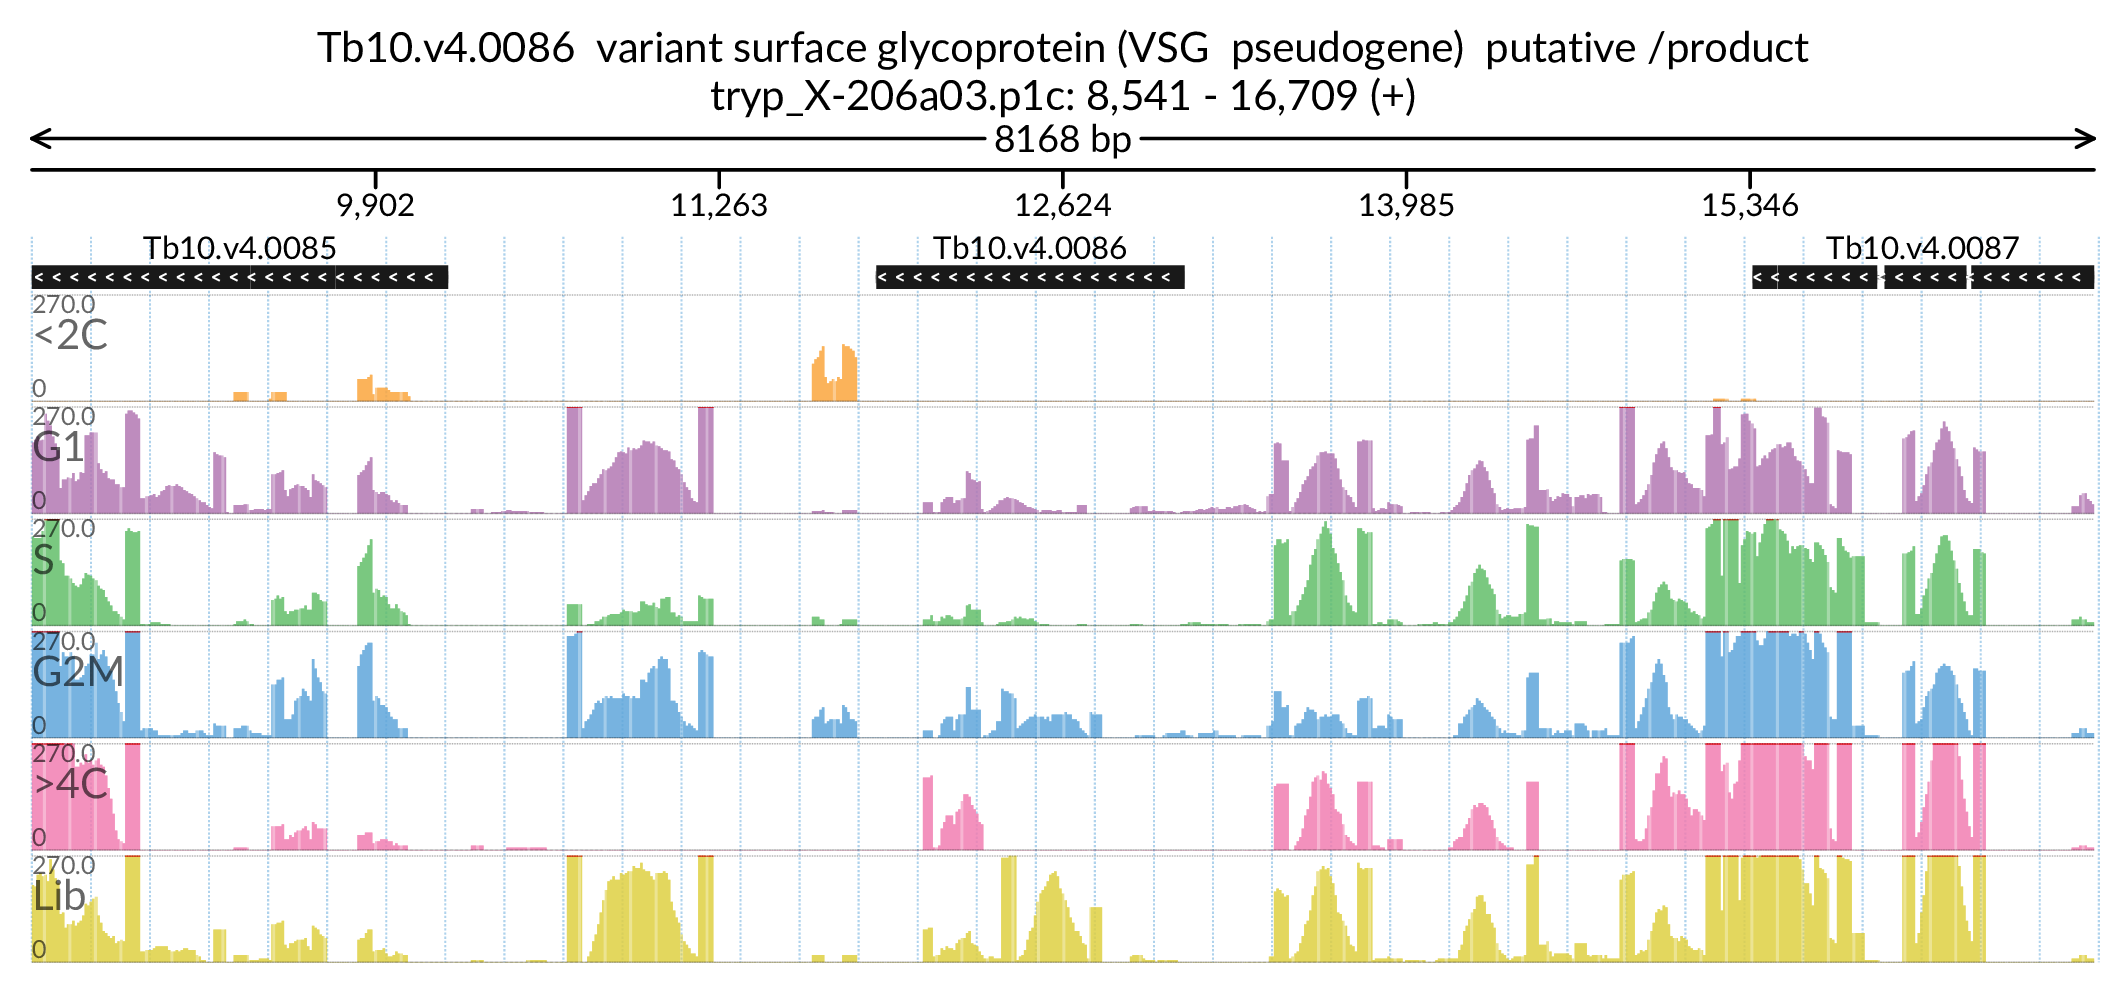 Tb10.v4.0086 variant surface glycoprotein (VSG pseudogene) putative /product
tryp_X-206a03.p1c: 8,541 - 16,709 (+)
8168 bp
9,902 11,263 12,624 13,985 15,346
Tb10.v4.0085 Tb10.v4.0086 Tb10.v4.0087
270.0
<2C
0
270.0
G1
0
270.0
S
0
270.0
G2M
0
270.0
>4C
0
270.0
Lib
0